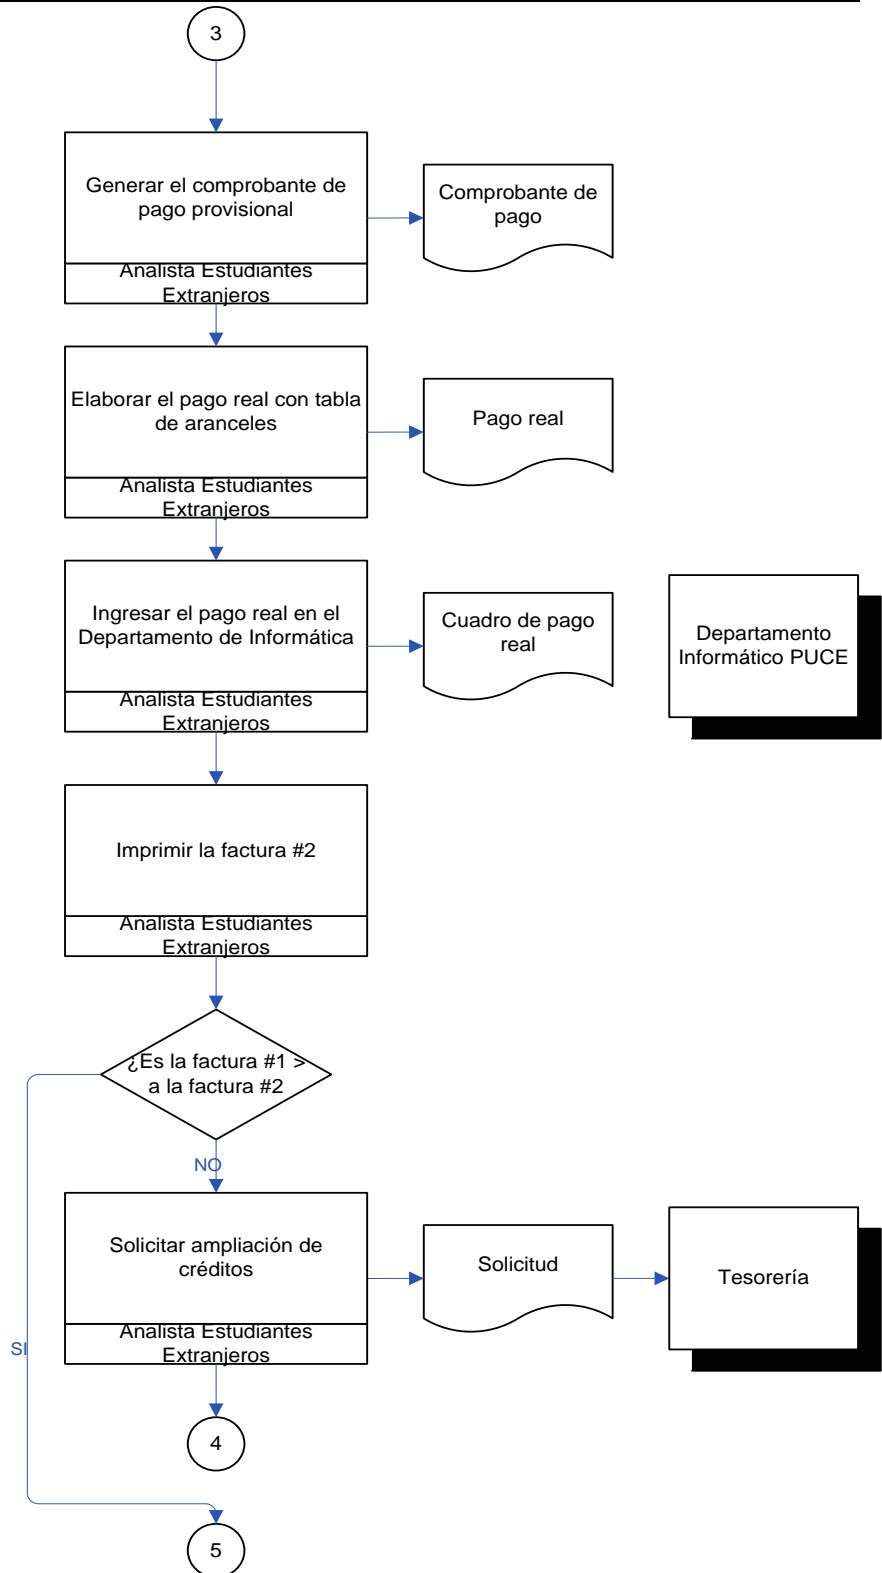 3
Generar el comprobante de
pago provisional
Analista Estudiantes
Extranjeros
Comprobante de
pago
Elaborar el pago real con tabla
de aranceles
Analista Estudiantes
Extranjeros
Pago real
Ingresar el pago real en el
Departamento de Informática
Analista Estudiantes
Extranjeros
Cuadro de pago
real
Departamento
Informático PUCE
Imprimir la factura #2
Analista Estudiantes
Extranjeros
¿Es la factura #1 >
a la factura #2
NO
Solicitar ampliación de
créditos
Analista Estudiantes
Extranjeros
Solicitud
Tesorería
SI
4
5